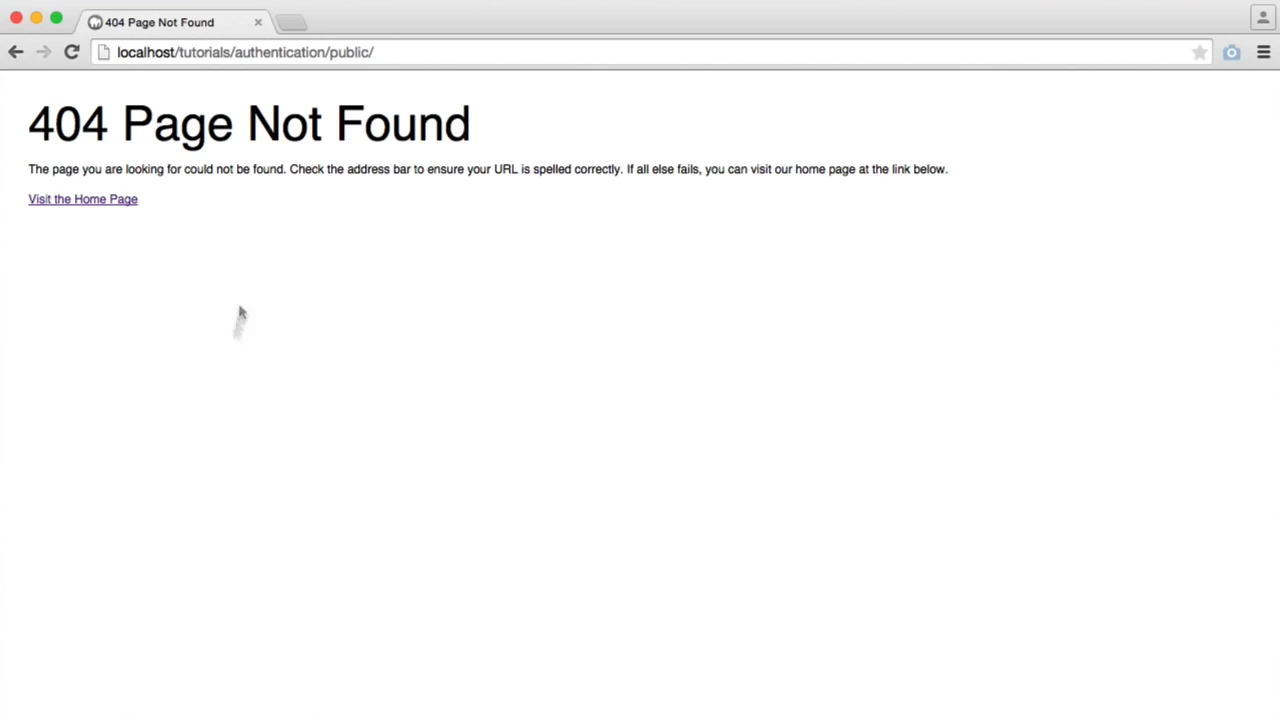 404 Page Not Found
localhost/tutorials/authentication/public/
404 Page Not Found
The page you are looking for could not be found. Check the address bar to ensure your URL is spelled correctly. If all else fails, you can visit our home page at the link below.
Visit the Home Page